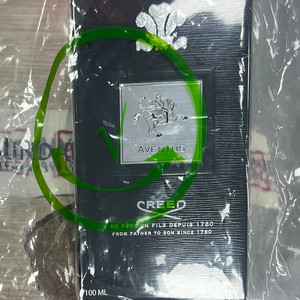 AVENTUS
CREED
DE PÈRE EN FILS DEPUIS 1760
FROM FATHER TO SON SINCE 1760
100 ML